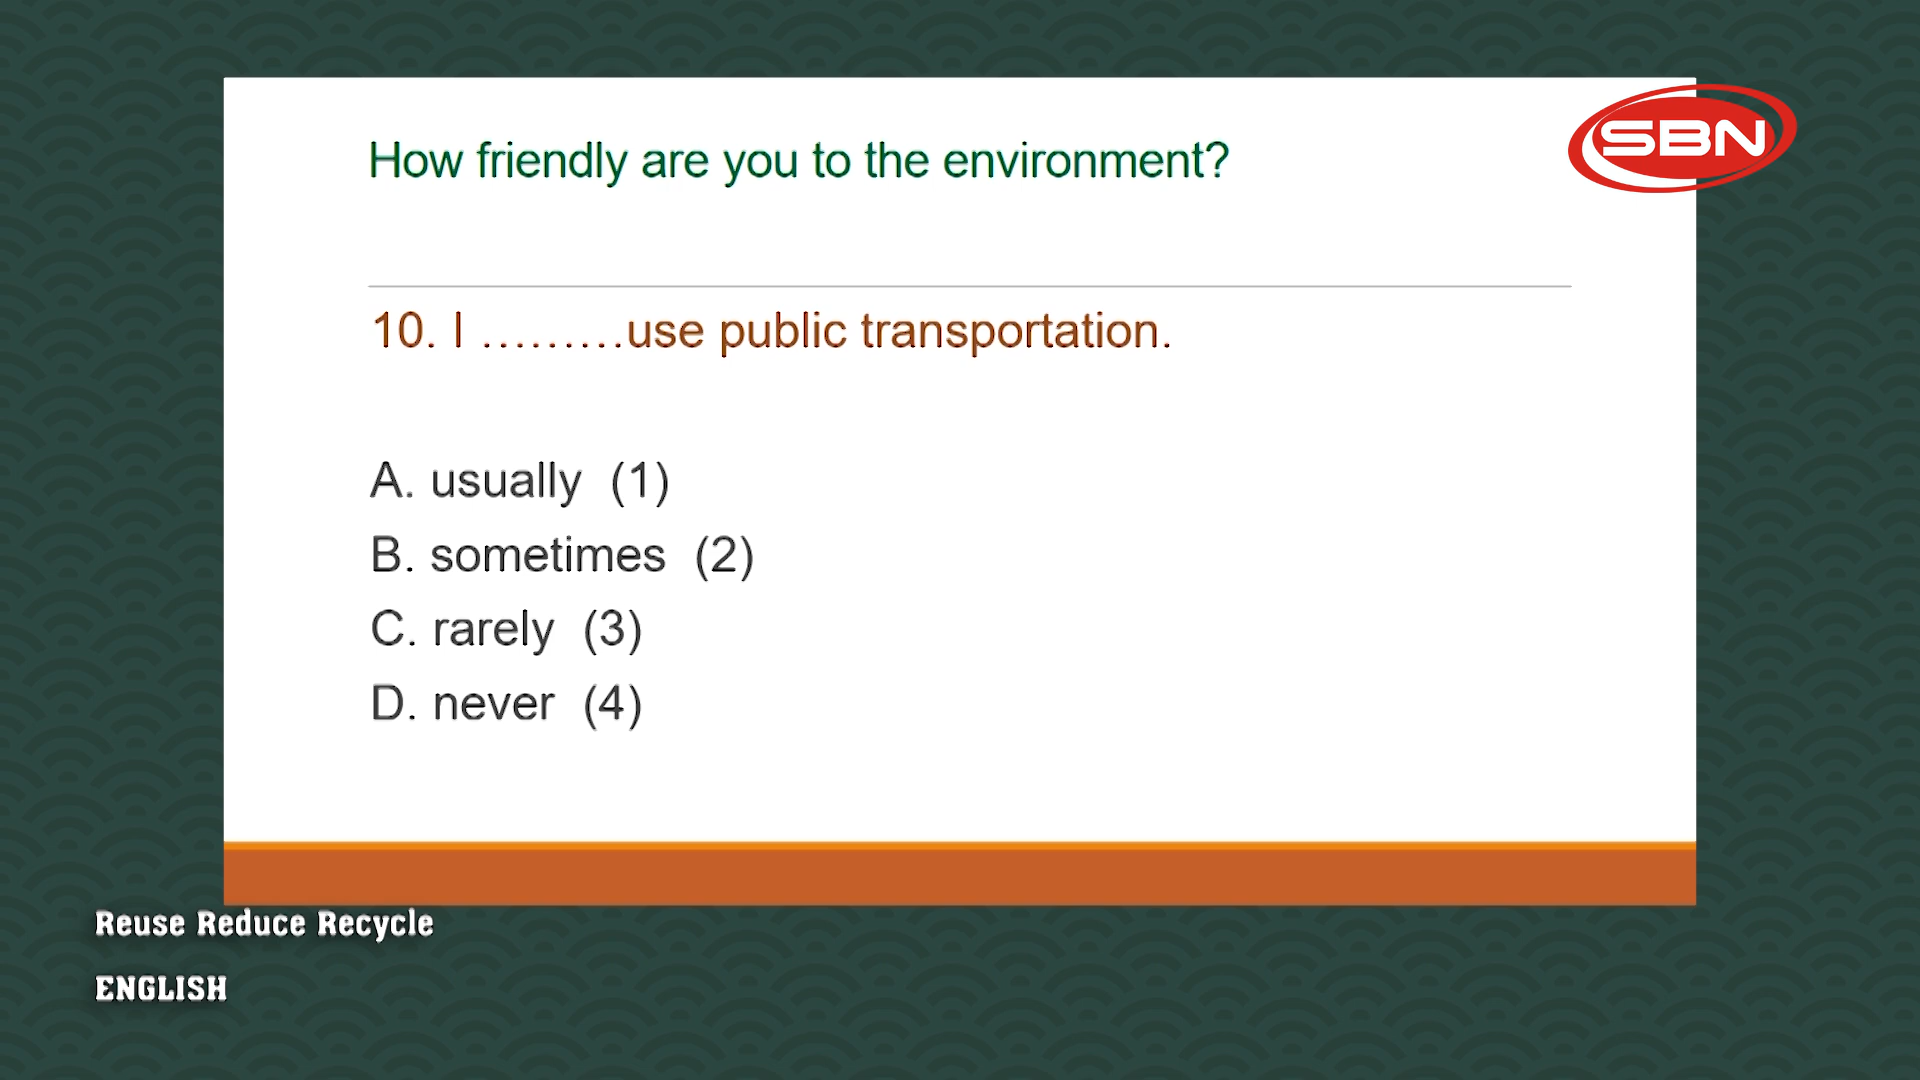 SBN
How friendly are you to the environment?
10. I .........use public transportation.
A. usually (1)
B. sometimes (2)
C. rarely (3)
D. never (4)
Reuse Reduce Recycle
ENGLISH